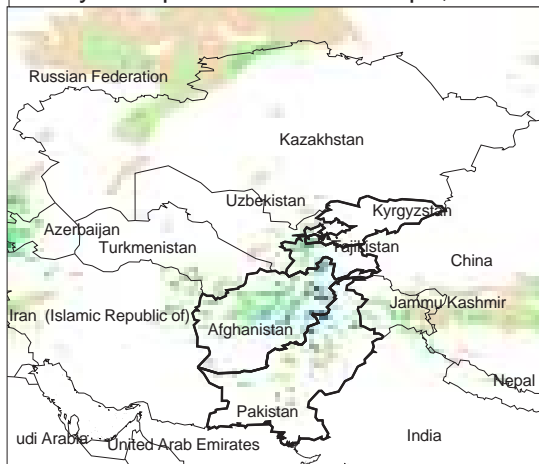 Russian Federation
Kazakhstan
Uzbekistan
Kyrgyzstan
Azerbaijan
Turkmenistan
Tajikistan
China
Jammu Kashmir
Iran (Islamic Republic of)
Afghanistan
Nepal
Pakistan
udi Arabia
United Arab Emirates
India